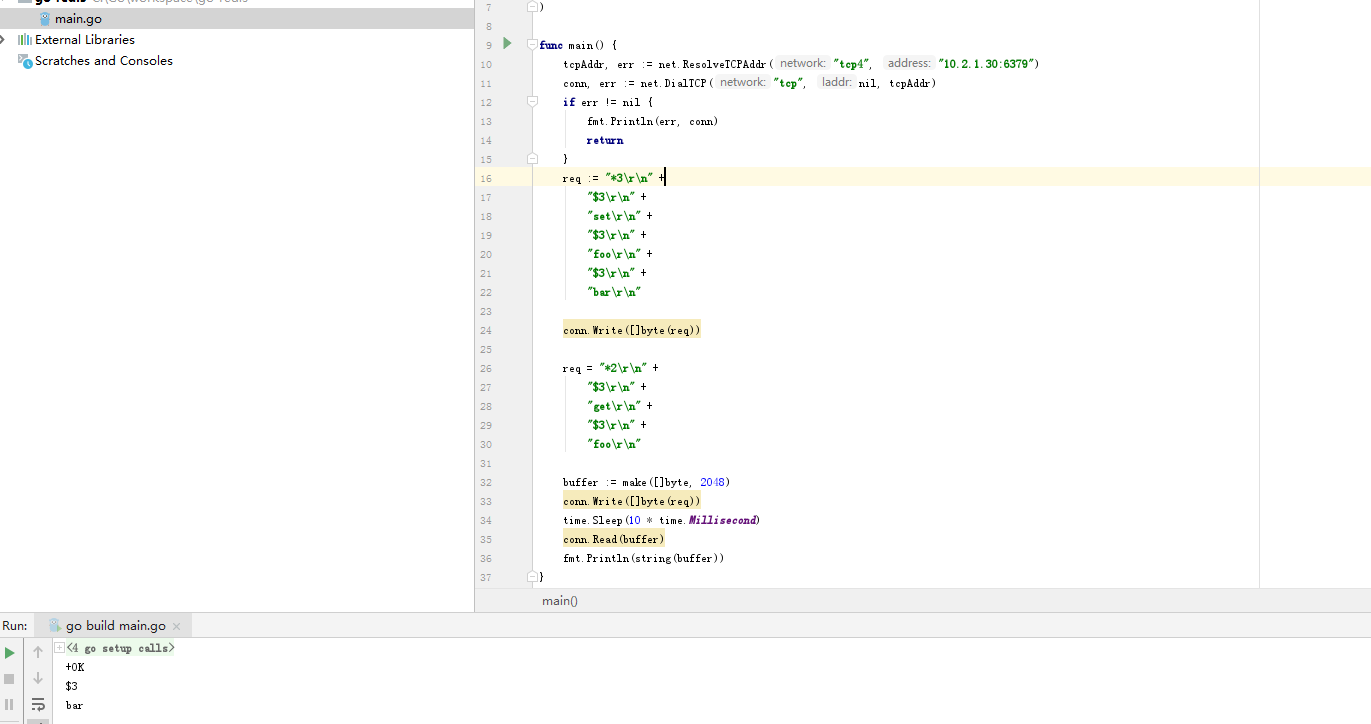 main.go
External Libraries
Scratches and Consoles
7 )
8
9 func main() {
10 tcpAddr, err := net.ResolveTCPAddr( network: "tcp4", address: "10.2.1.30:6379")
11 conn, err := net.DialTCP( network: "tcp", laddr: nil, tcpAddr)
12 if err != nil {
13 fmt.Println(err, conn)
14 return
15 }
16 req := "*3\r\n" +
17 "$3\r\n" +
18 "set\r\n" +
19 "$3\r\n" +
20 "foo\r\n" +
21 "$3\r\n" +
22 "bar\r\n"
23
24 conn.Write([]byte(req))
25
26 req = "*2\r\n" +
27 "$3\r\n" +
28 "get\r\n" +
29 "$3\r\n" +
30 "foo\r\n"
31
32 buffer := make([]byte, 2048)
33 conn.Write([]byte(req))
34 time.Sleep(10 * time.Millisecond)
35 conn.Read(buffer)
36 fmt.Println(string(buffer))
37 }
main()
Run: go build main.go
<4 go setup calls>
+OK
$3
bar